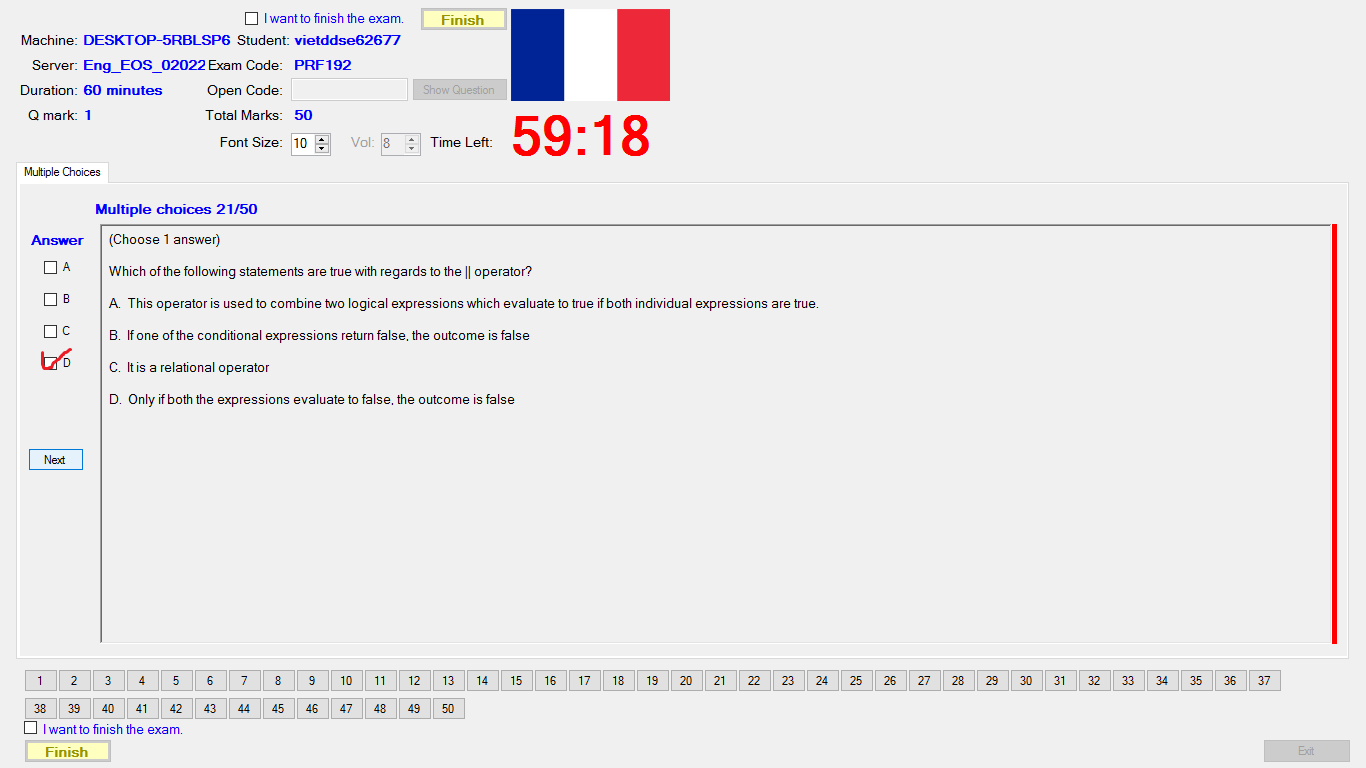 I want to finish the exam. Finish
Machine: DESKTOP-5RBLSP6 Student: vietddse62677
Server: Eng_EOS_02022 Exam Code: PRF192
Duration: 60 minutes Open Code: Show Question
Q mark: 1 Total Marks: 50
Font Size: 10 Vol: 8 Time Left: 59:18
Multiple Choices
Multiple choices 21/50
Answer
(Choose 1 answer)
A
Which of the following statements are true with regards to the || operator?
B
A. This operator is used to combine two logical expressions which evaluate to true if both individual expressions are true.
C
B. If one of the conditional expressions return false, the outcome is false
D
C. It is a relational operator
D. Only if both the expressions evaluate to false, the outcome is false
Next
1 2 3 4 5 6 7 8 9 10 11 12 13 14 15 16 17 18 19 20 21 22 23 24 25 26 27 28 29 30 31 32 33 34 35 36 37
38 39 40 41 42 43 44 45 46 47 48 49 50
I want to finish the exam.
Finish Exit